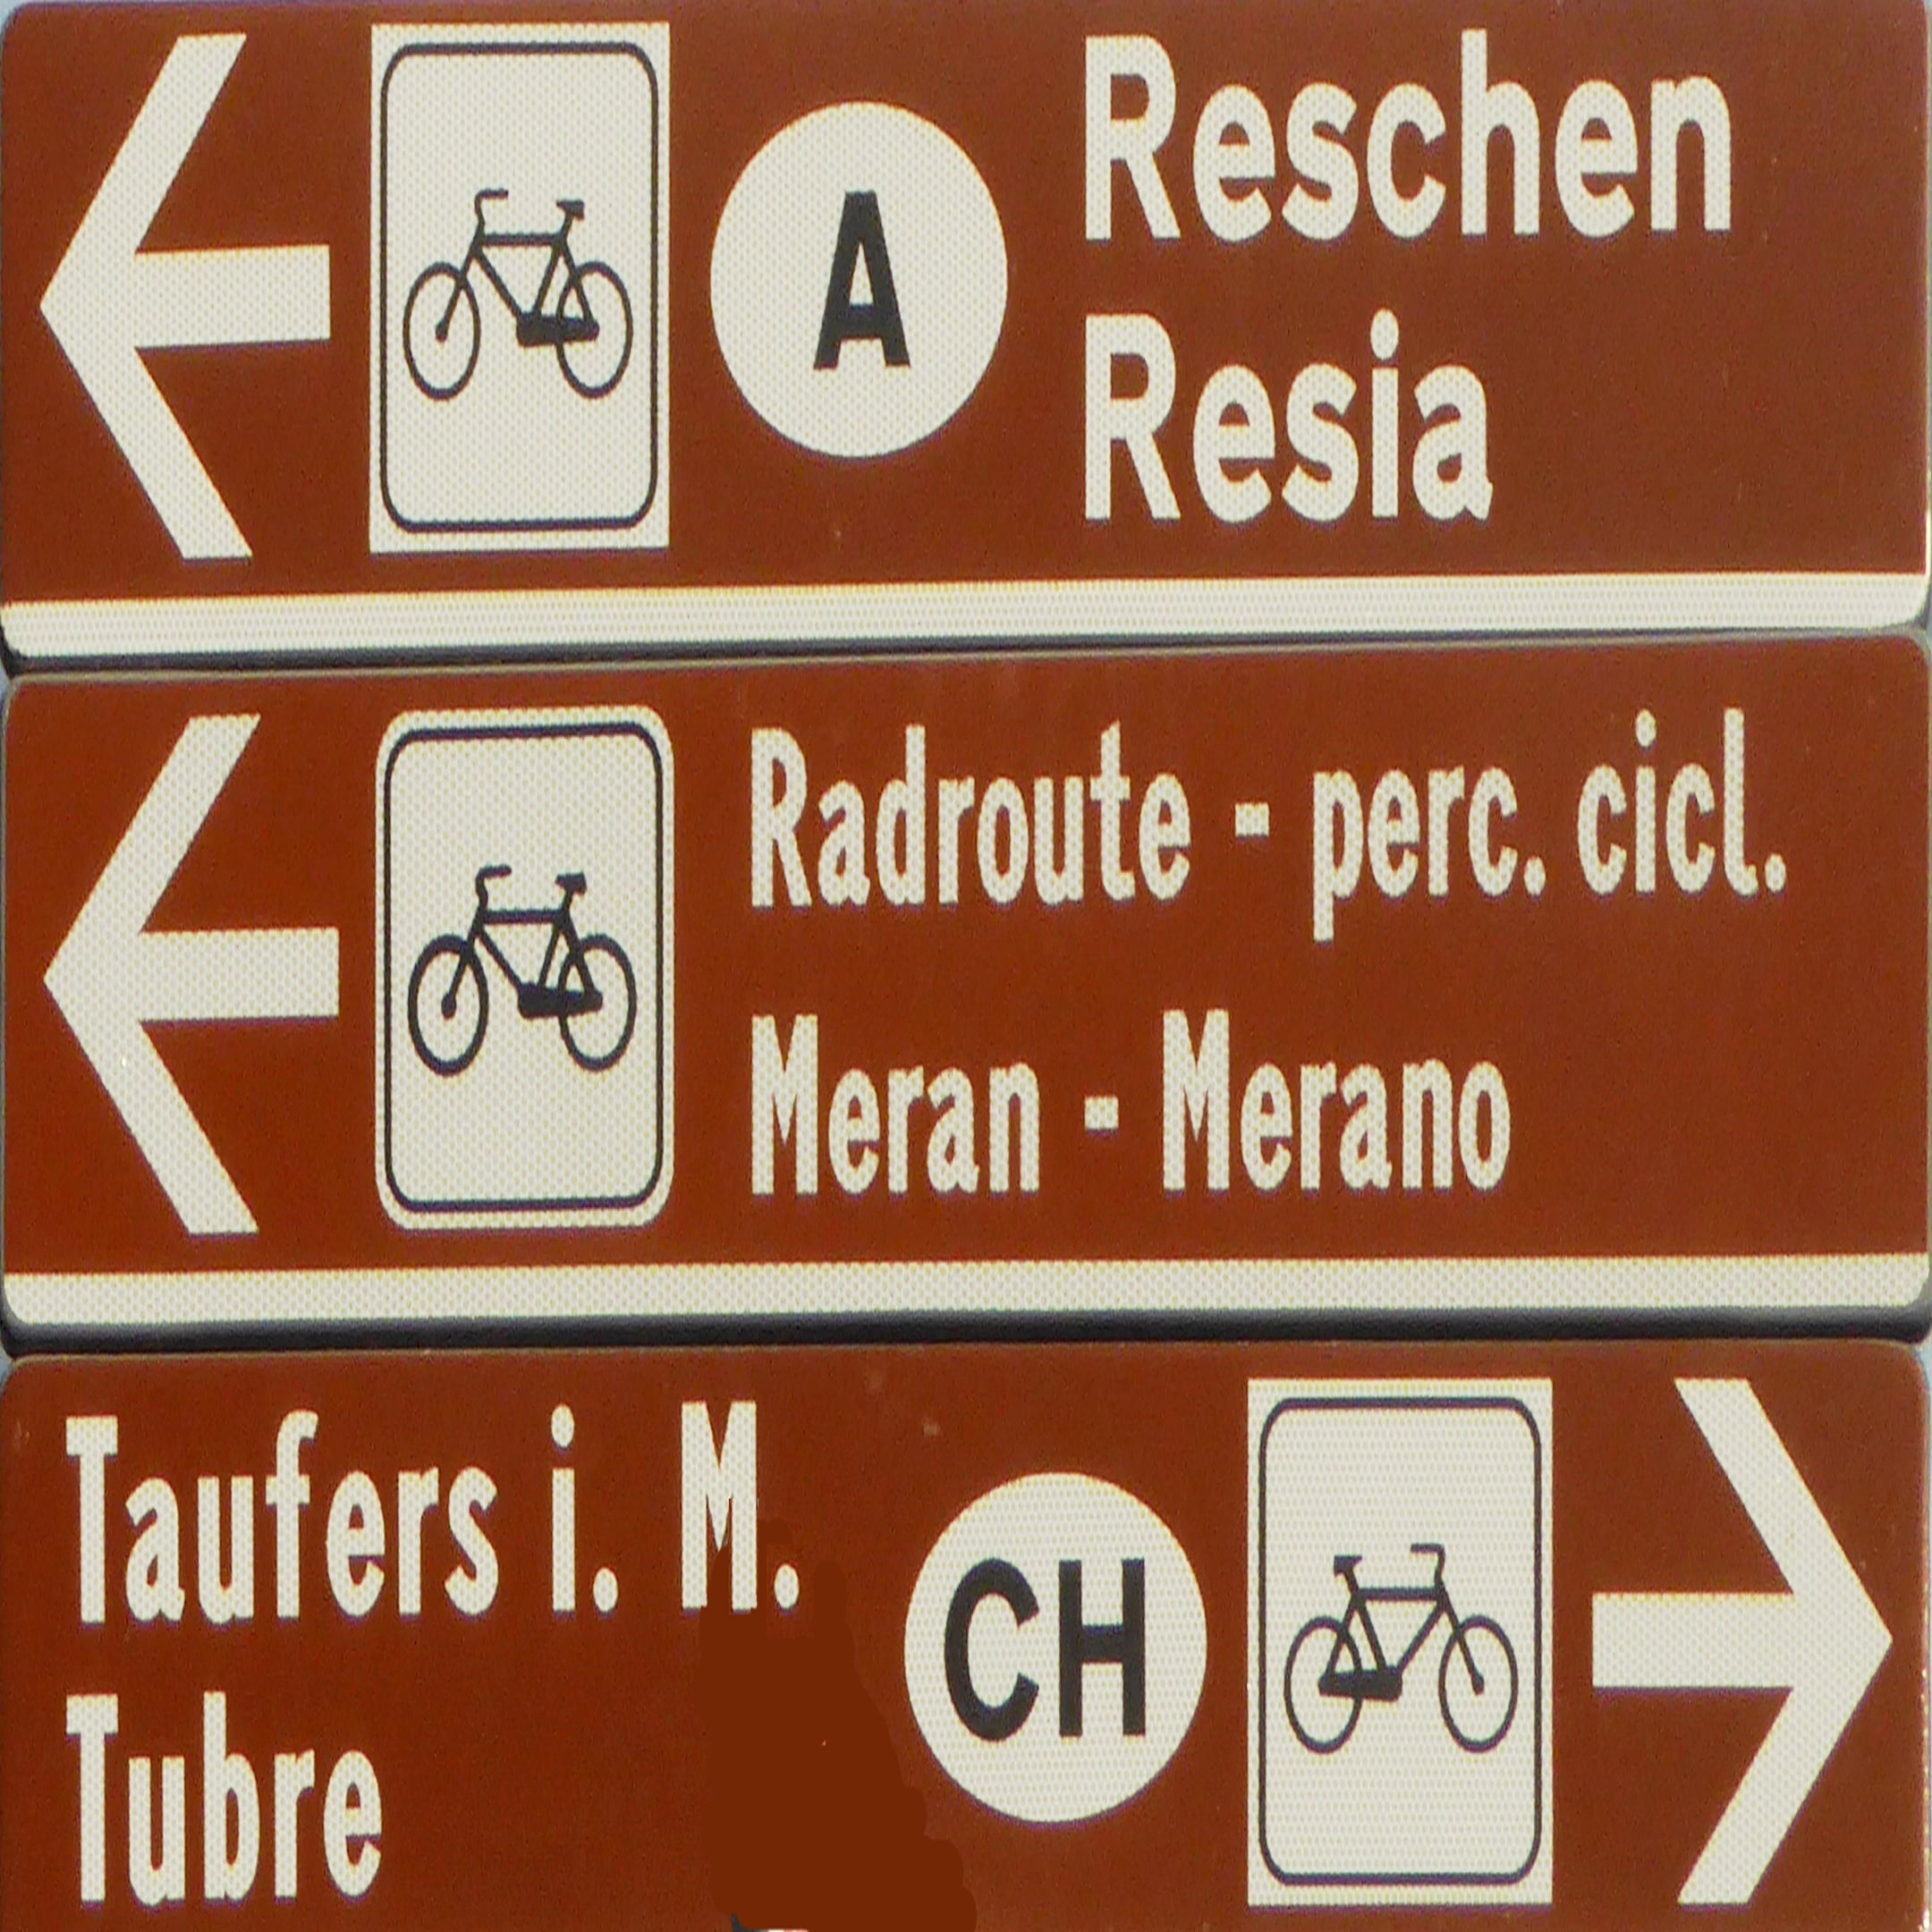 A Reschen
Resia
Radroute - perc. cicl.
Meran - Merano
Taufers i. M.
CH
Tubre